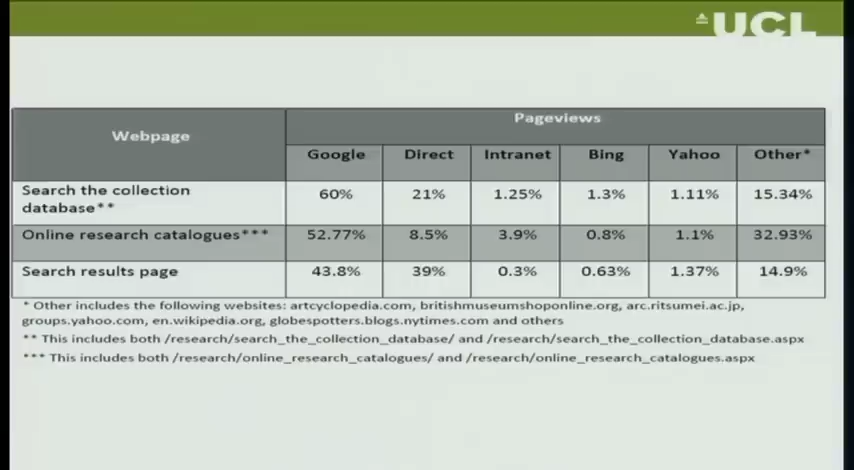 UCL
Webpage
Pageviews
Google Direct Intranet Bing Yahoo Other*
Search the collection database** 60% 21% 1.25% 1.3% 1.11% 15.34%
Online research catalogues*** 52.77% 8.5% 3.9% 0.8% 1.1% 32.93%
Search results page 43.8% 39% 0.3% 0.63% 1.37% 14.9%
* Other includes the following websites: artcyclopedia.com, britishmuseumshoponline.org, arc.ritsumei.ac.jp,
groups.yahoo.com, en.wikipedia.org, globespotters.blogs.nytimes.com and others
** This includes both /research/search_the_collection_database/ and /research/search_the_collection_database.aspx
*** This includes both /research/online_research_catalogues/ and /research/online_research_catalogues.aspx